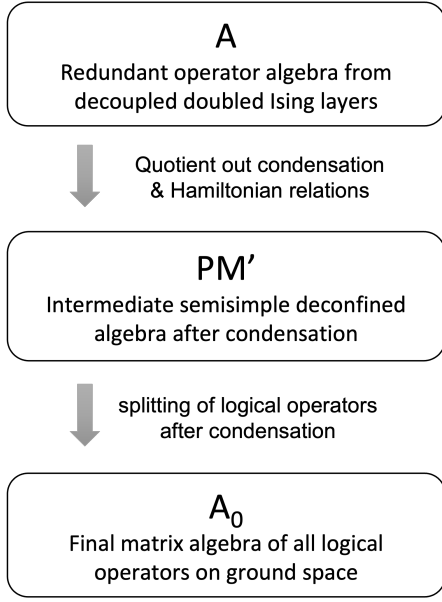 A
Redundant operator algebra from
decoupled doubled Ising layers
Quotient out condensation
& Hamiltonian relations
PM'
Intermediate semisimple deconfined
algebra after condensation
splitting of logical operators
after condensation
A₀
Final matrix algebra of all logical
operators on ground space